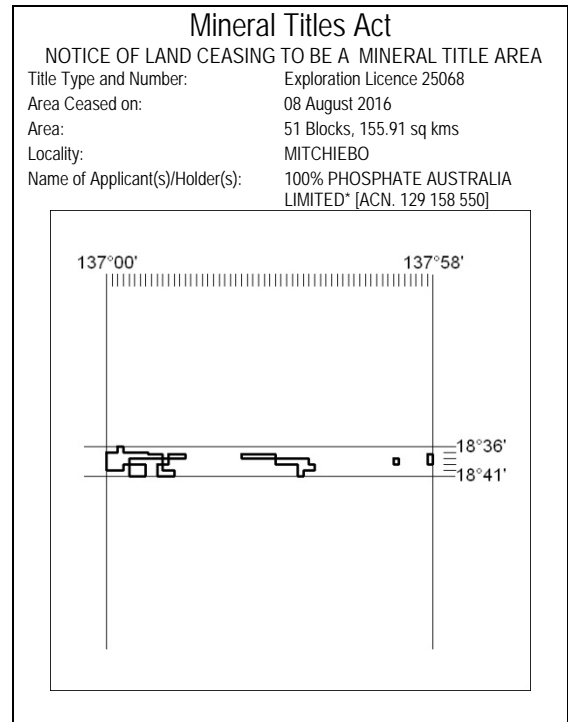 Mineral Titles Act
NOTICE OF LAND CEASING TO BE A MINERAL TITLE AREA
Title Type and Number: Exploration Licence 25068
Area Ceased on: 08 August 2016
Area: 51 Blocks, 155.91 sq kms
Locality: MITCHIEBO
Name of Applicant(s)/Holder(s): 100% PHOSPHATE AUSTRALIA
LIMITED* [ACN. 129 158 550]
137°00' 137°58'
18°36'
18°41'